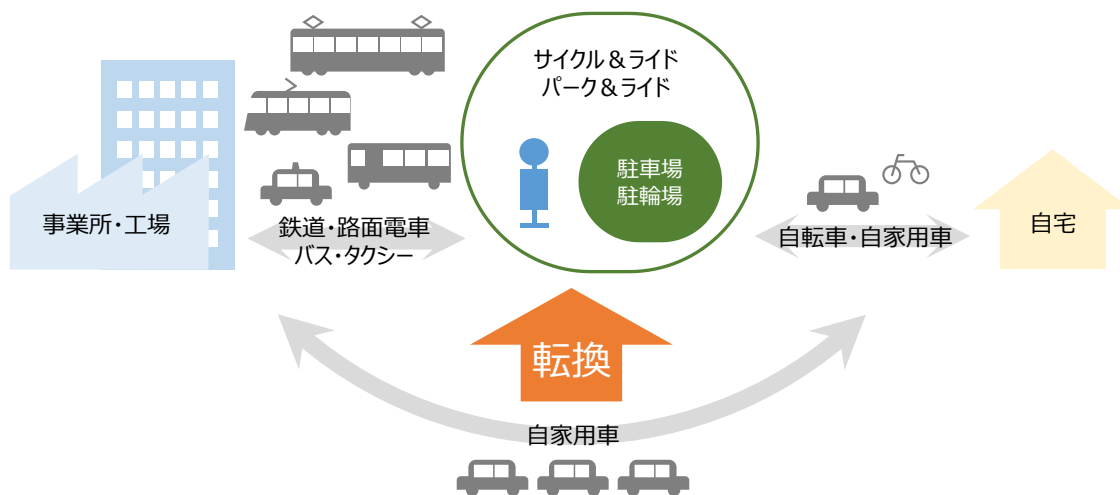 サイクル＆ライド
パーク＆ライド
駐車場
駐輪場
事業所・工場
鉄道・路面電車
バス・タクシー
自転車・自家用車
自宅
転換
自家用車